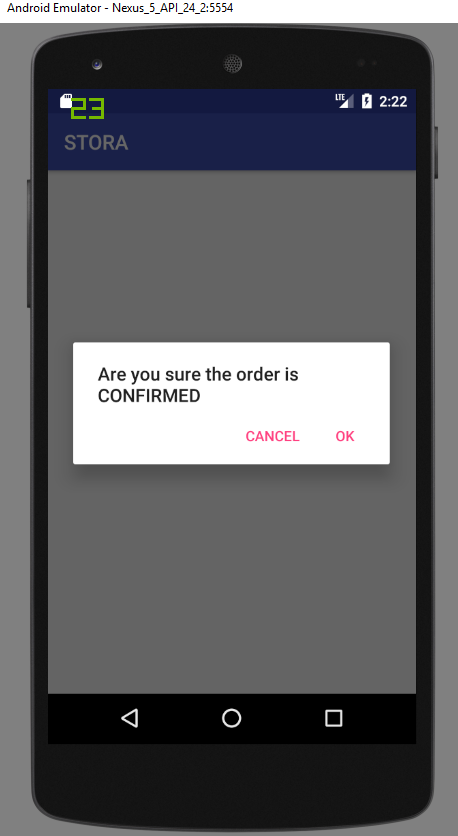 Android Emulator - Nexus_5_API_24_2:5554
23
LTE
2:22
STORA
Are you sure the order is
CONFIRMED
CANCEL
OK